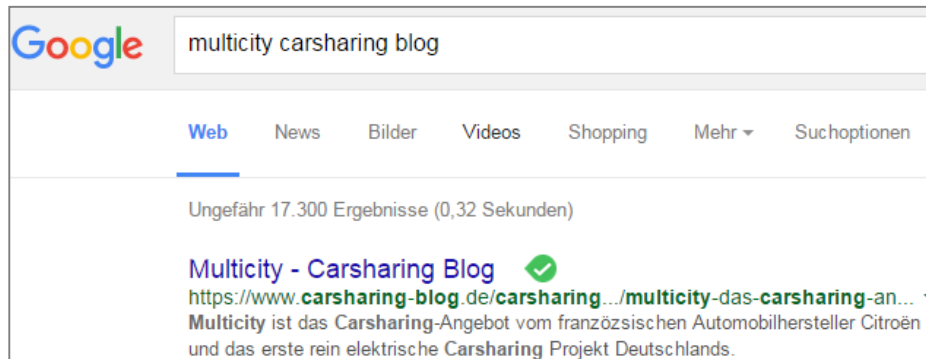 Google
multicity carsharing blog
Web News Bilder Videos Shopping Mehr Suchoptionen
Ungefähr 17.300 Ergebnisse (0,32 Sekunden)
Multicity - Carsharing Blog
https://www.carsharing-blog.de/carsharing.../multicity-das-carsharing-an...
Multicity ist das Carsharing-Angebot vom franzözsischen Automobilhersteller Citroën
und das erste rein elektrische Carsharing Projekt Deutschlands.